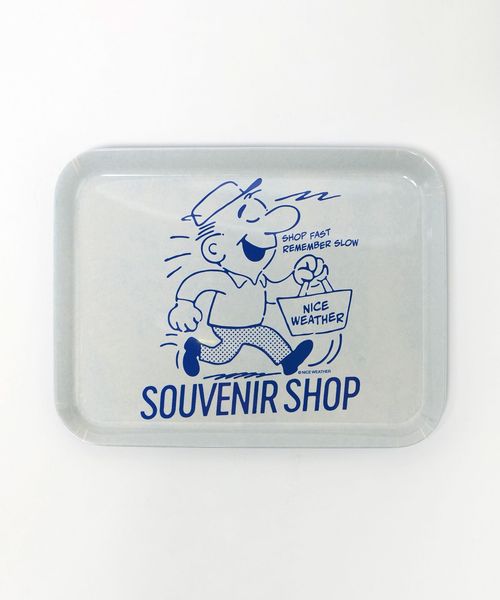 SHOP FAST
REMEMBER SLOW
NICE
WEATHER
© NICE WEATHER
SOUVENIR SHOP